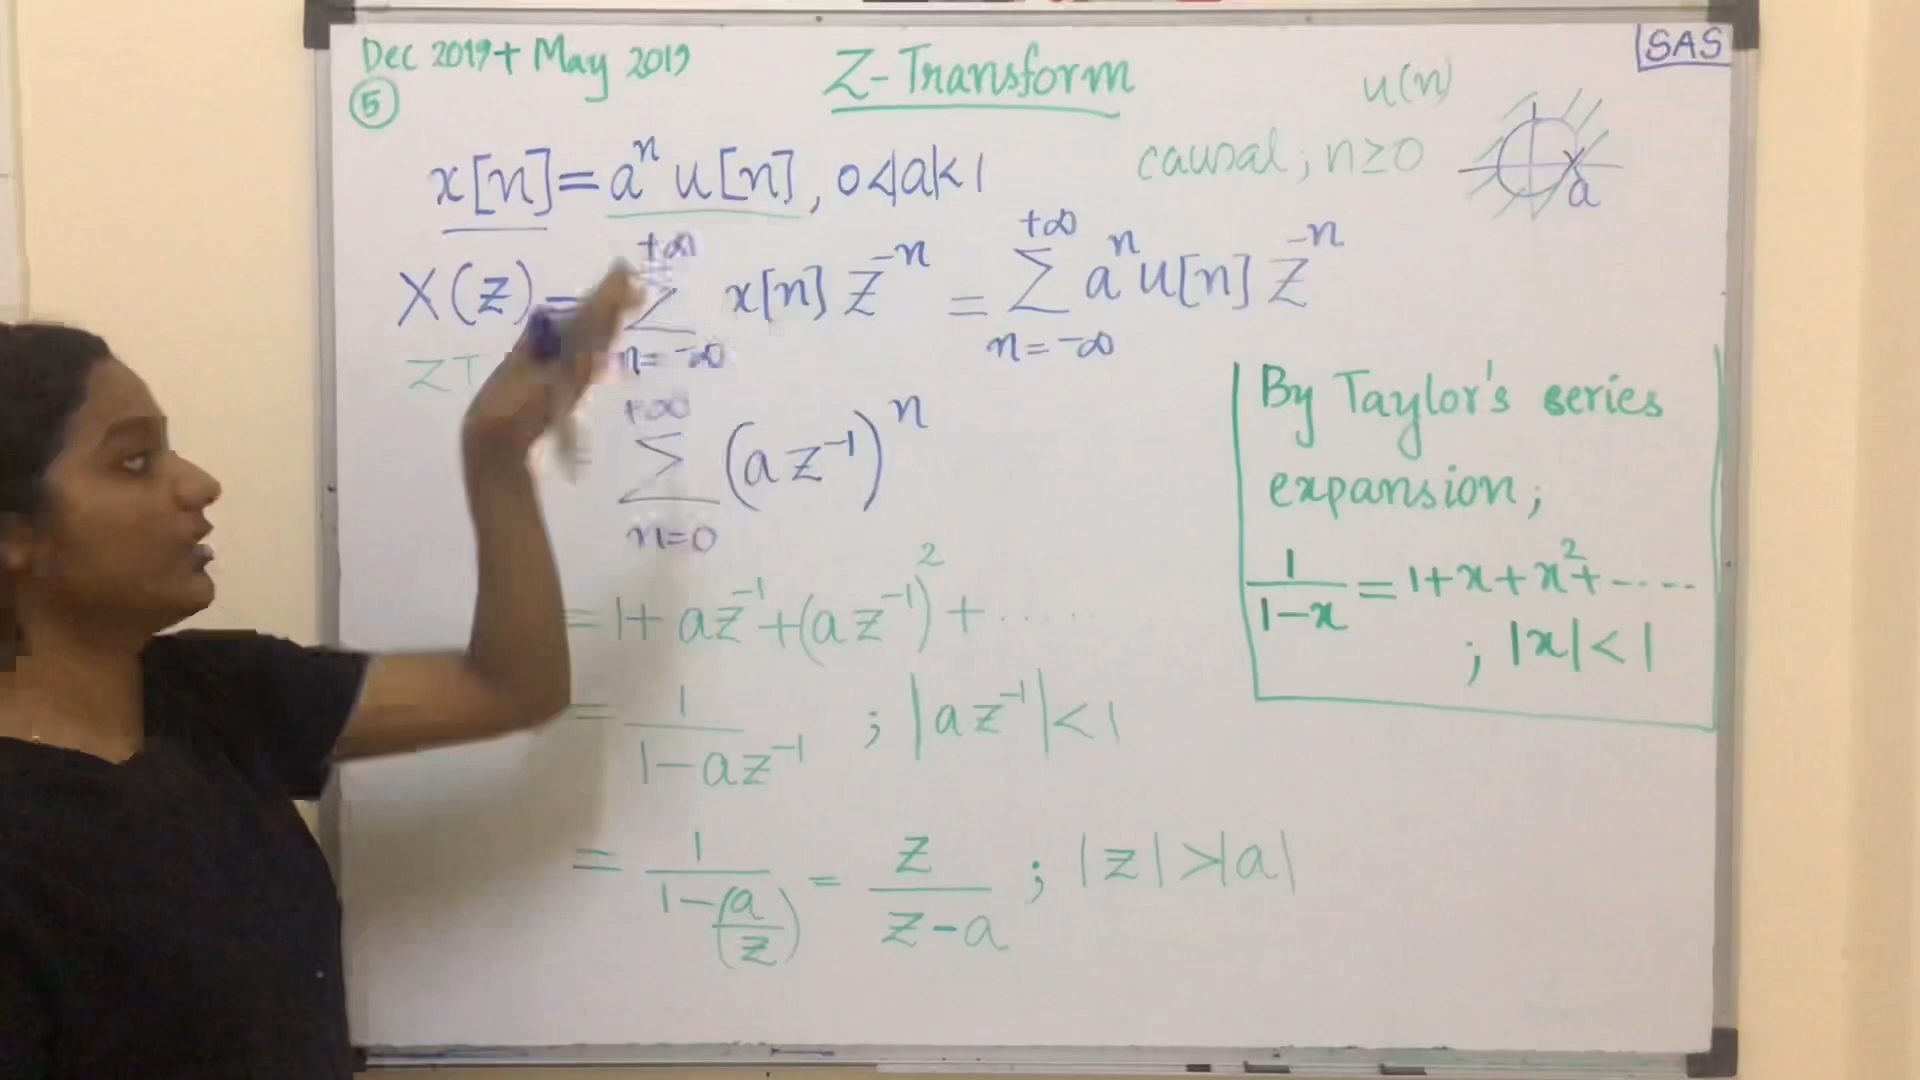 Dec 2019 + May 2019
Z-Transform
SAS
5
u(n)
causal ; n≥0
a
x[n] = a^n u[n], 0<|a|<1
X(z) = +∞ Σ n=-∞ x[n] z^-n = +∞ Σ n=-∞ a^n u[n] z^-n
ZT
= +∞ Σ n=0 (a z^-1)^n
= 1 + az^-1 + (az^-1)^2 + ......
= 1/(1-az^-1) ; |az^-1| < 1
= 1/(1-(a/z)) = z/(z-a) ; |z| > |a|
By Taylor's series
expansion;
1/(1-x) = 1+x+x^2+-----
; |x| < 1